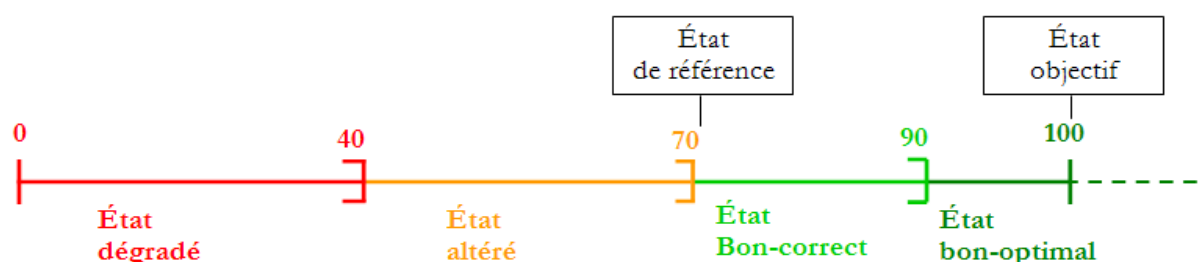 État
de référence
État
objectif
0
40
70
90
100
État
dégradé
État
altéré
État
Bon-correct
État
bon-optimal